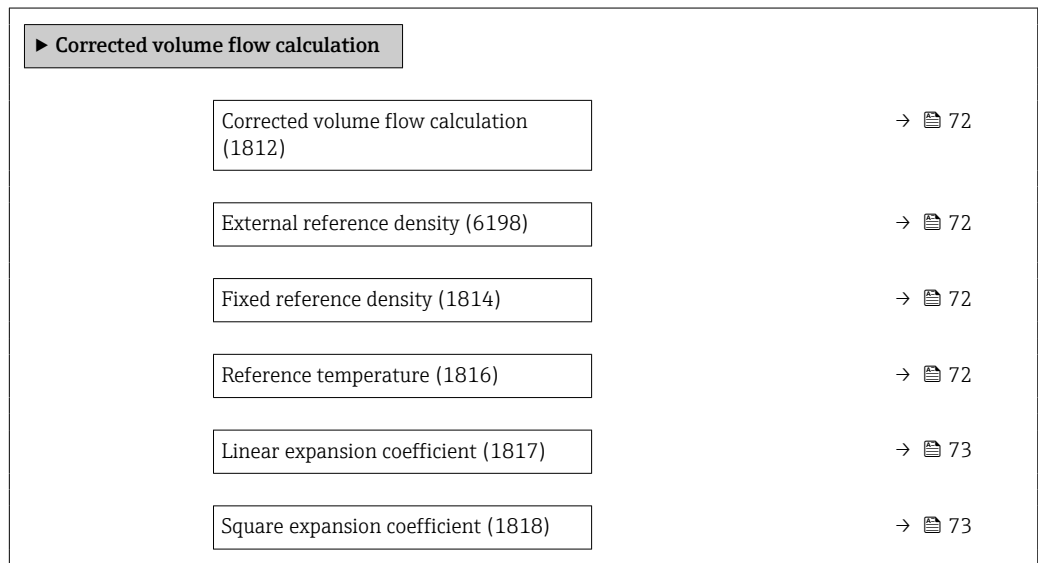 ► Corrected volume flow calculation
Corrected volume flow calculation → 72
(1812)
External reference density (6198) → 72
Fixed reference density (1814) → 72
Reference temperature (1816) → 72
Linear expansion coefficient (1817) → 73
Square expansion coefficient (1818) → 73